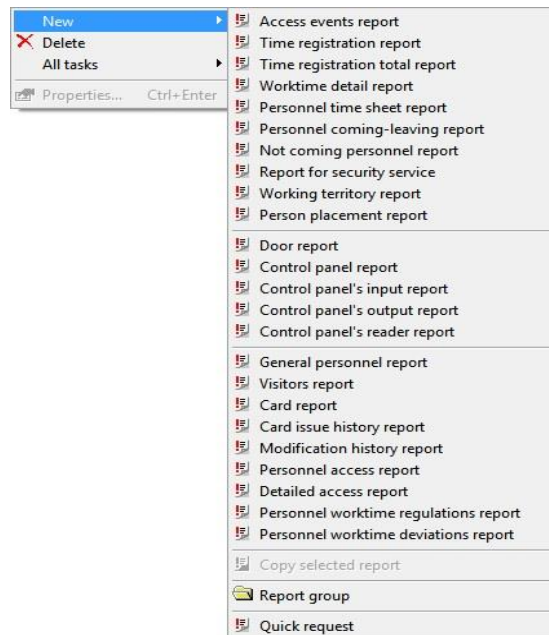 New
Delete
All tasks
Properties... Ctrl+Enter
Access events report
Time registration report
Time registration total report
Worktime detail report
Personnel time sheet report
Personnel coming-leaving report
Not coming personnel report
Report for security service
Working territory report
Person placement report
Door report
Control panel report
Control panel's input report
Control panel's output report
Control panel's reader report
General personnel report
Visitors report
Card report
Card issue history report
Modification history report
Personnel access report
Detailed access report
Personnel worktime regulations report
Personnel worktime deviations report
Copy selected report
Report group
Quick request